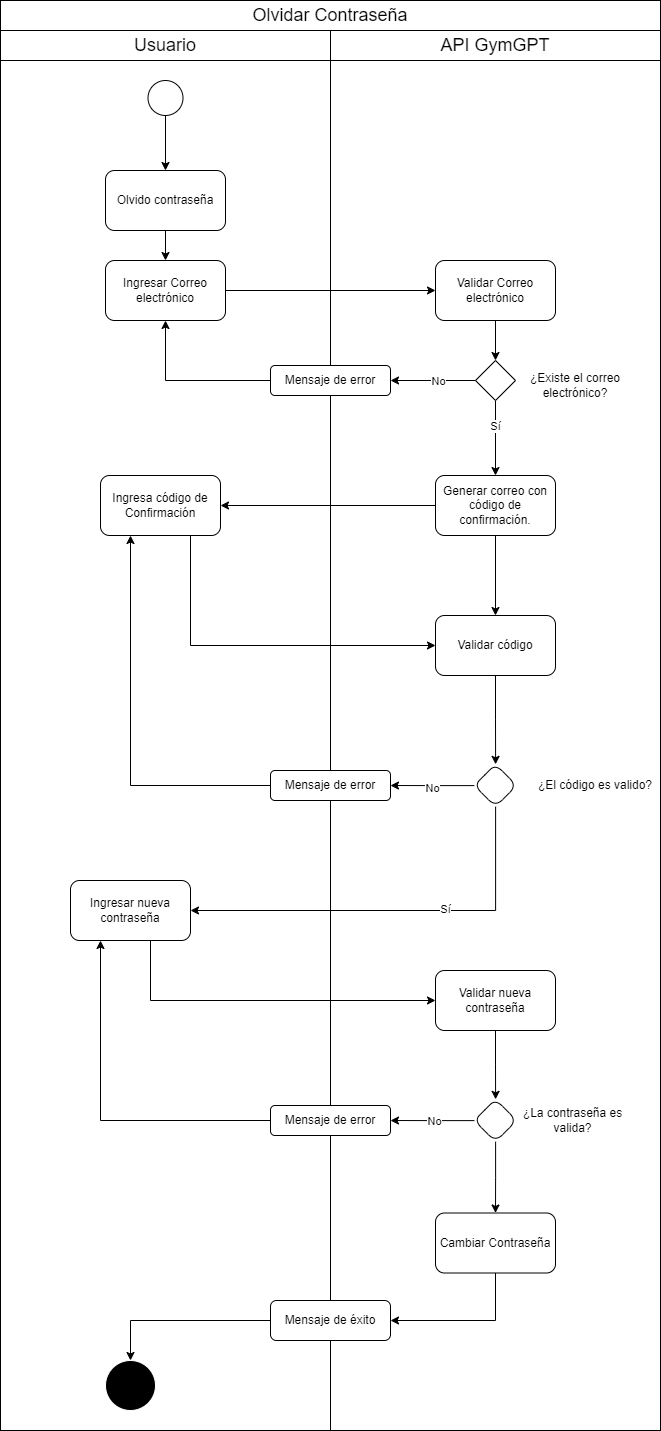 Olvidar Contraseña
Usuario
API GymGPT
Olvido contraseña
Ingresar Correo
electrónico
Validar Correo
electrónico
Mensaje de error
No
¿Existe el correo
electrónico?
Sí
Ingresa código de
Confirmación
Generar correo con
código de
confirmación.
Validar código
Mensaje de error
No
¿El código es valido?
Ingresar nueva
contraseña
Sí
Validar nueva
contraseña
Mensaje de error
No
¿La contraseña es
valida?
Cambiar Contraseña
Mensaje de éxito